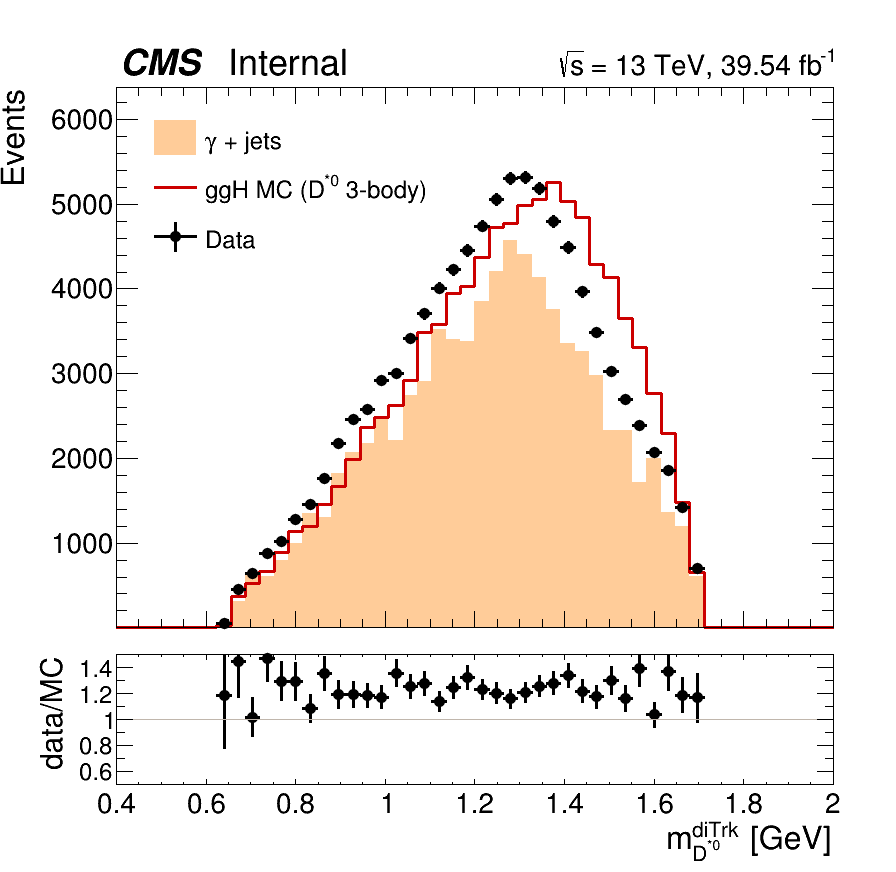 CMS Internal √s = 13 TeV, 39.54 fb⁻¹
Events
6000
5000
4000
3000
2000
1000
γ + jets
ggH MC (D*⁰ 3-body)
Data
data/MC
1.4
1.2
1
0.8
0.6
0.4 0.6 0.8 1 1.2 1.4 1.6 1.8 2
m_{D*⁰}^{diTrk} [GeV]